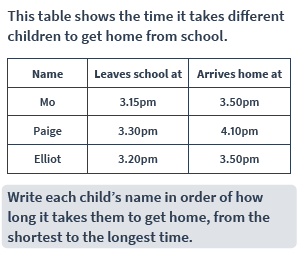 This table shows the time it takes different
children to get home from school.
Name Leaves school at Arrives home at
Mo 3.15pm 3.50pm
Paige 3.30pm 4.10pm
Elliot 3.20pm 3.50pm
Write each child’s name in order of how
long it takes them to get home, from the
shortest to the longest time.